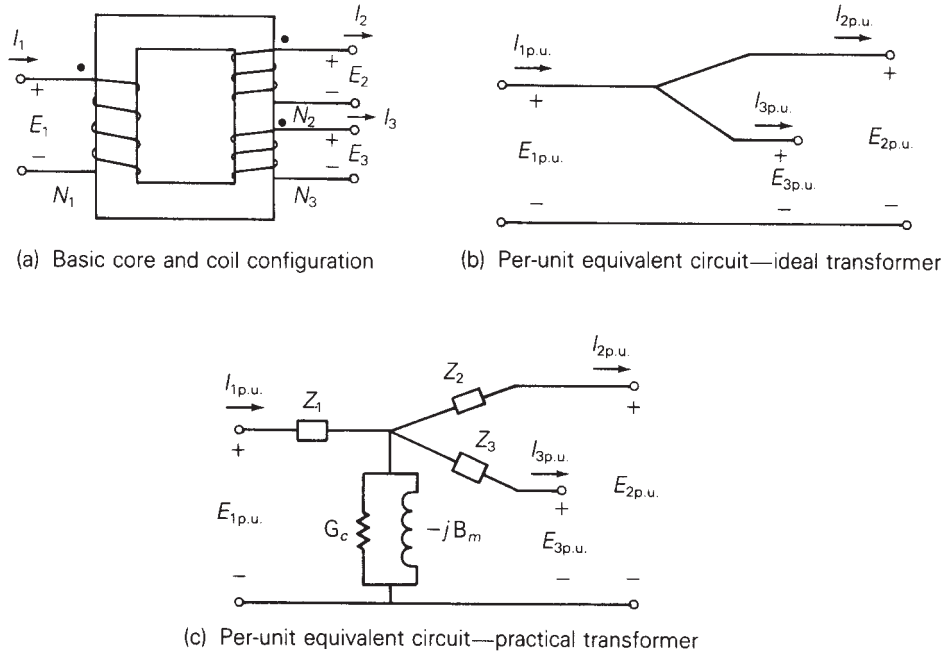 I1
+
E1
−
N1
I2
+
E2
−
N2
I3
+
E3
−
N3
(a) Basic core and coil configuration
I1p.u.
+
E1p.u.
−
I2p.u.
+
E2p.u.
−
I3p.u.
+
E3p.u.
−
(b) Per-unit equivalent circuit—ideal transformer
I1p.u.
+
Z1
E1p.u.
−
Z2
I2p.u.
+
E2p.u.
−
Z3
I3p.u.
+
E3p.u.
−
Gc
−jBm
(c) Per-unit equivalent circuit—practical transformer